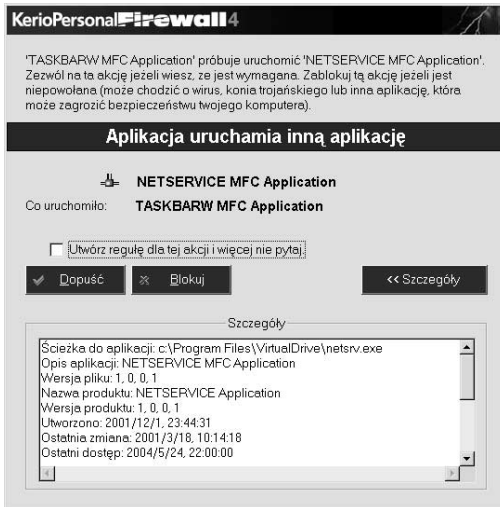 KerioPersonalFirewall4
'TASKBARW MFC Application' próbuje uruchomić 'NETSERVICE MFC Application'.
Zezwól na ta akcję jeżeli wiesz, ze jest wymagana. Zablokuj tą akcję jeżeli jest
niepowołana (może chodzić o wirus, konia trojańskiego lub inna aplikację, która
może zagrozić bezpieczeństwu twojego komputera).
Aplikacja uruchamia inną aplikację
NETSERVICE MFC Application
Co uruchomiło: TASKBARW MFC Application
Utwórz regułę dla tej akcji i więcej nie pytaj.
Dopuść Blokuj << Szczegóły
Szczegóły
Ścieżka do aplikacji: c:\Program Files\VirtualDrive\netsrv.exe
Opis aplikacji: NETSERVICE MFC Application
Wersja pliku: 1, 0, 0, 1
Nazwa produktu: NETSERVICE Application
Wersja produktu: 1, 0, 0, 1
Utworzono: 2001/12/1, 23:44:31
Ostatnia zmiana: 2001/3/18, 10:14:18
Ostatni dostęp: 2004/5/24, 22:00:00